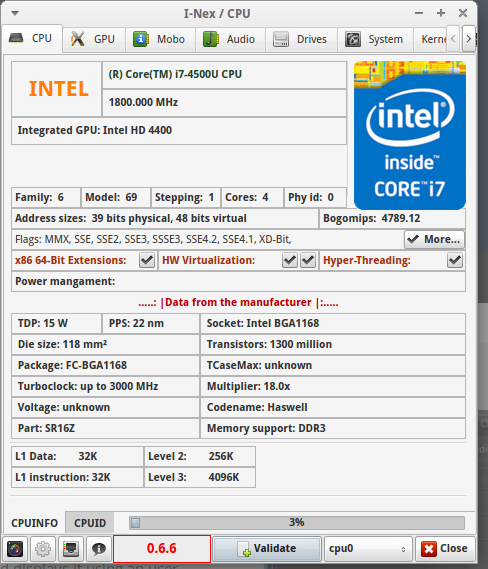 I-Nex / CPU
CPU GPU Mobo Audio Drives System Kerne
INTEL
(R) Core(TM) i7-4500U CPU
1800.000 MHz
Integrated GPU: Intel HD 4400
intel
inside™
CORE™ i7
Family: 6 Model: 69 Stepping: 1 Cores: 4 Phy id: 0
Address sizes: 39 bits physical, 48 bits virtual Bogomips: 4789.12
Flags: MMX, SSE, SSE2, SSE3, SSSE3, SSE4.2, SSE4.1, XD-Bit, More...
x86 64-Bit Extensions: HW Virtualization: Hyper-Threading:
Power mangament:
.....: |Data from the manufacturer |:.....
TDP: 15 W PPS: 22 nm Socket: Intel BGA1168
Die size: 118 mm² Transistors: 1300 million
Package: FC-BGA1168 TCaseMax: unknown
Turboclock: up to 3000 MHz Multiplier: 18.0x
Voltage: unknown Codename: Haswell
Part: SR16Z Memory support: DDR3
L1 Data: 32K Level 2: 256K
L1 instruction: 32K Level 3: 4096K
CPUINFO CPUID 3%
0.6.6 Validate cpu0 Close